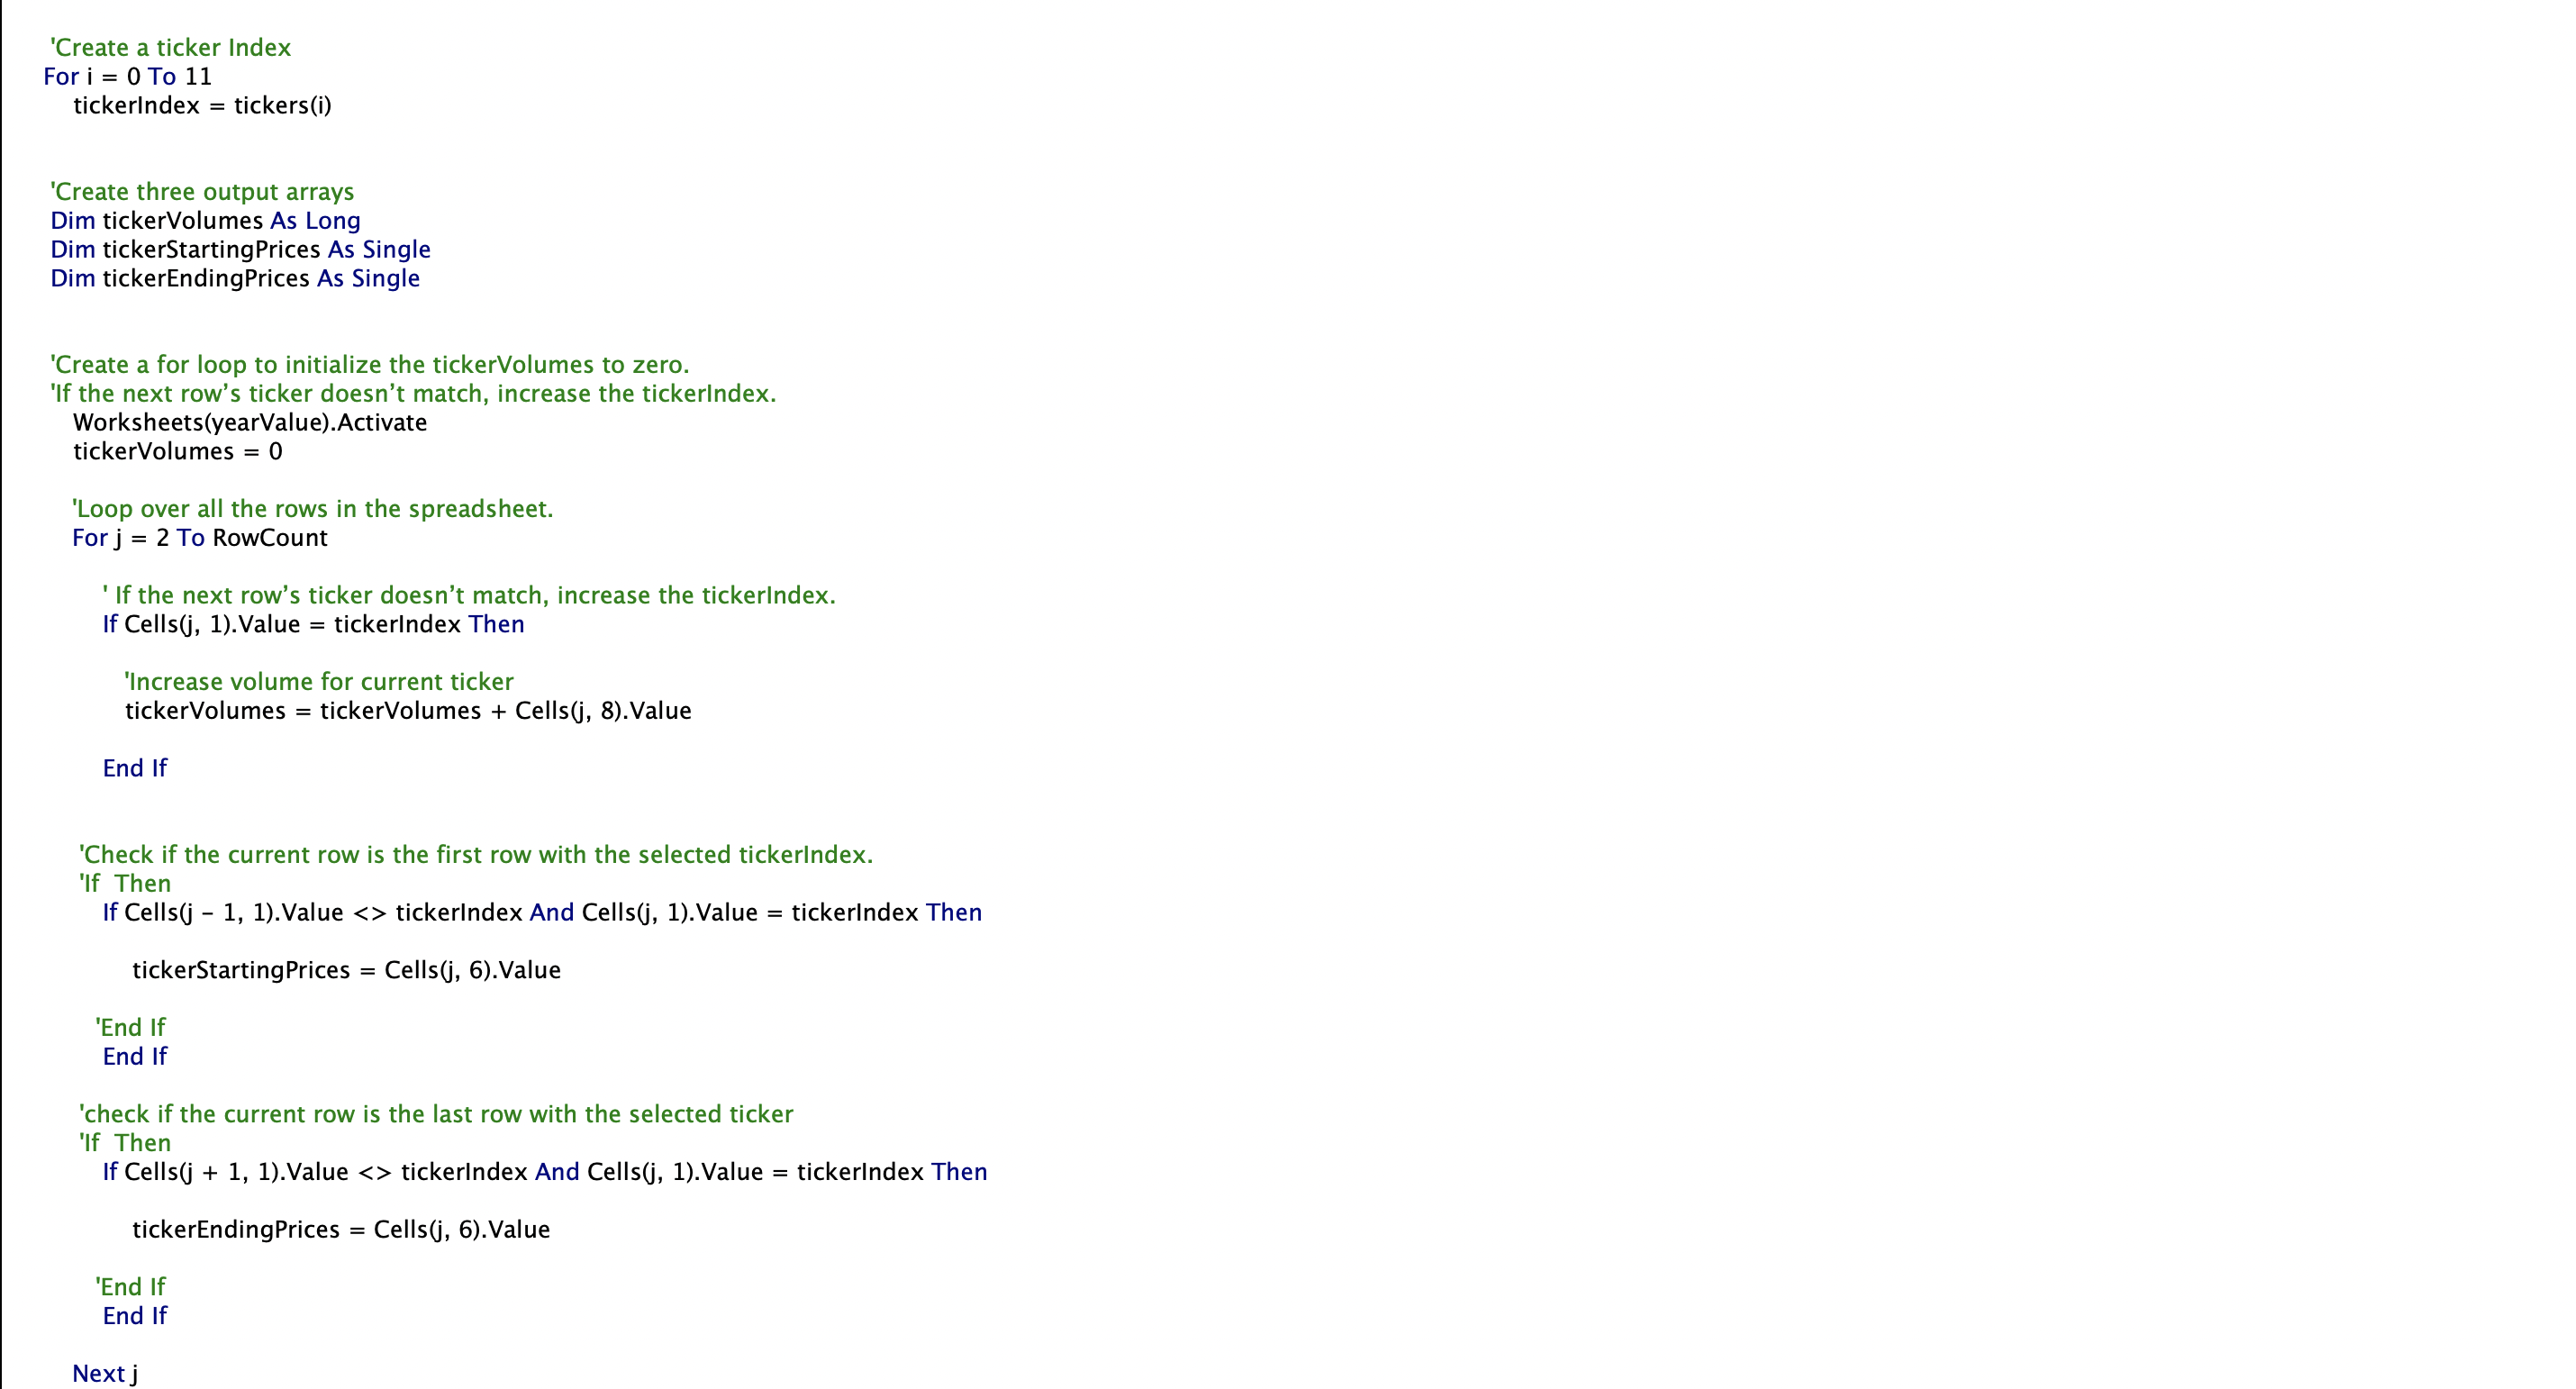 'Create a ticker Index
For i = 0 To 11
tickerIndex = tickers(i)
'Create three output arrays
Dim tickerVolumes As Long
Dim tickerStartingPrices As Single
Dim tickerEndingPrices As Single
'Create a for loop to initialize the tickerVolumes to zero.
'If the next row’s ticker doesn’t match, increase the tickerIndex.
Worksheets(yearValue).Activate
tickerVolumes = 0
'Loop over all the rows in the spreadsheet.
For j = 2 To RowCount
' If the next row’s ticker doesn’t match, increase the tickerIndex.
If Cells(j, 1).Value = tickerIndex Then
'Increase volume for current ticker
tickerVolumes = tickerVolumes + Cells(j, 8).Value
End If
'Check if the current row is the first row with the selected tickerIndex.
'If  Then
If Cells(j - 1, 1).Value <> tickerIndex And Cells(j, 1).Value = tickerIndex Then
tickerStartingPrices = Cells(j, 6).Value
'End If
End If
'check if the current row is the last row with the selected ticker
'If  Then
If Cells(j + 1, 1).Value <> tickerIndex And Cells(j, 1).Value = tickerIndex Then
tickerEndingPrices = Cells(j, 6).Value
'End If
End If
Next j